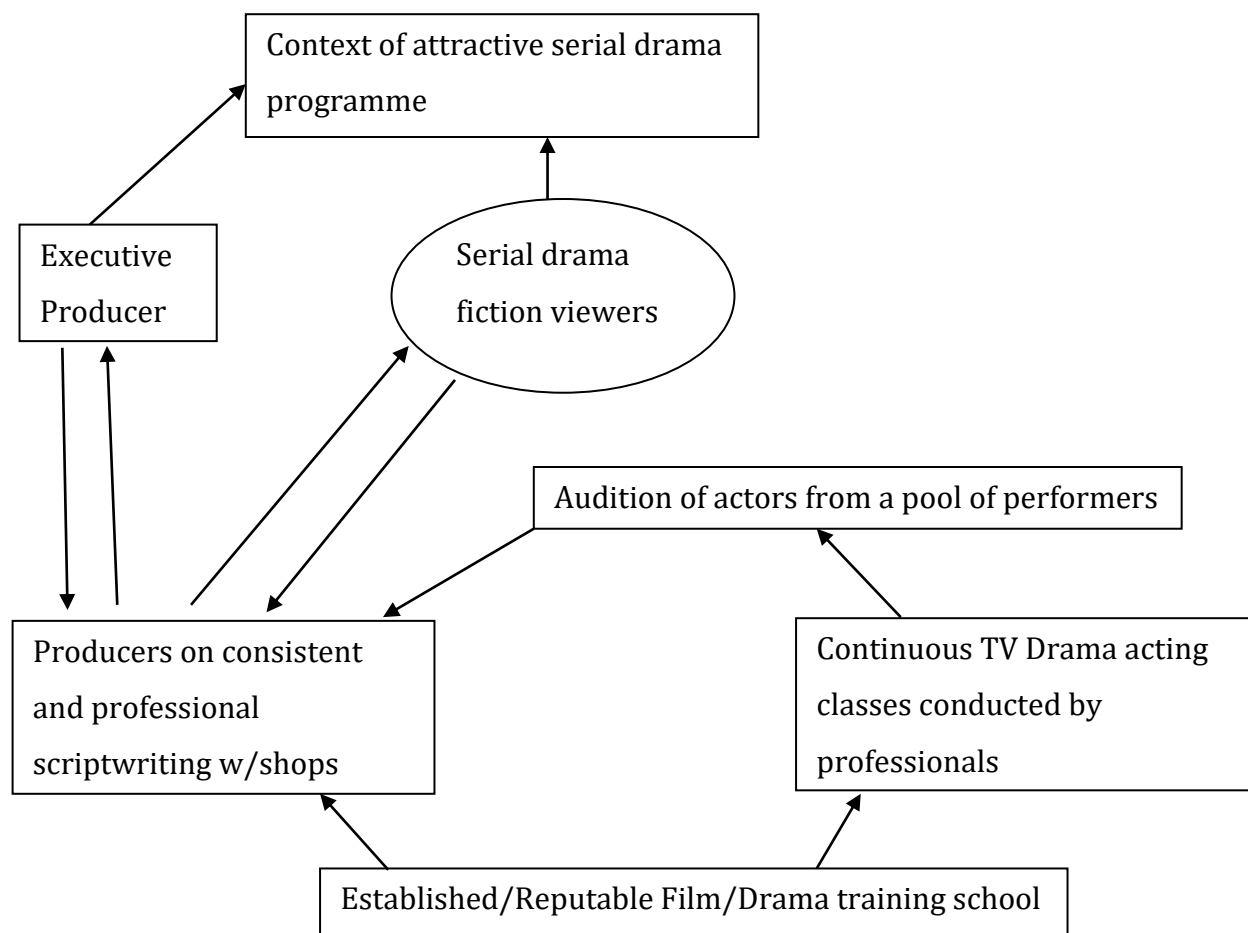 Context of attractive serial drama
programme
Executive
Producer
Serial drama
fiction viewers
Audition of actors from a pool of performers
Producers on consistent
and professional
scriptwriting w/shops
Continuous TV Drama acting
classes conducted by
professionals
Established/Reputable Film/Drama training school